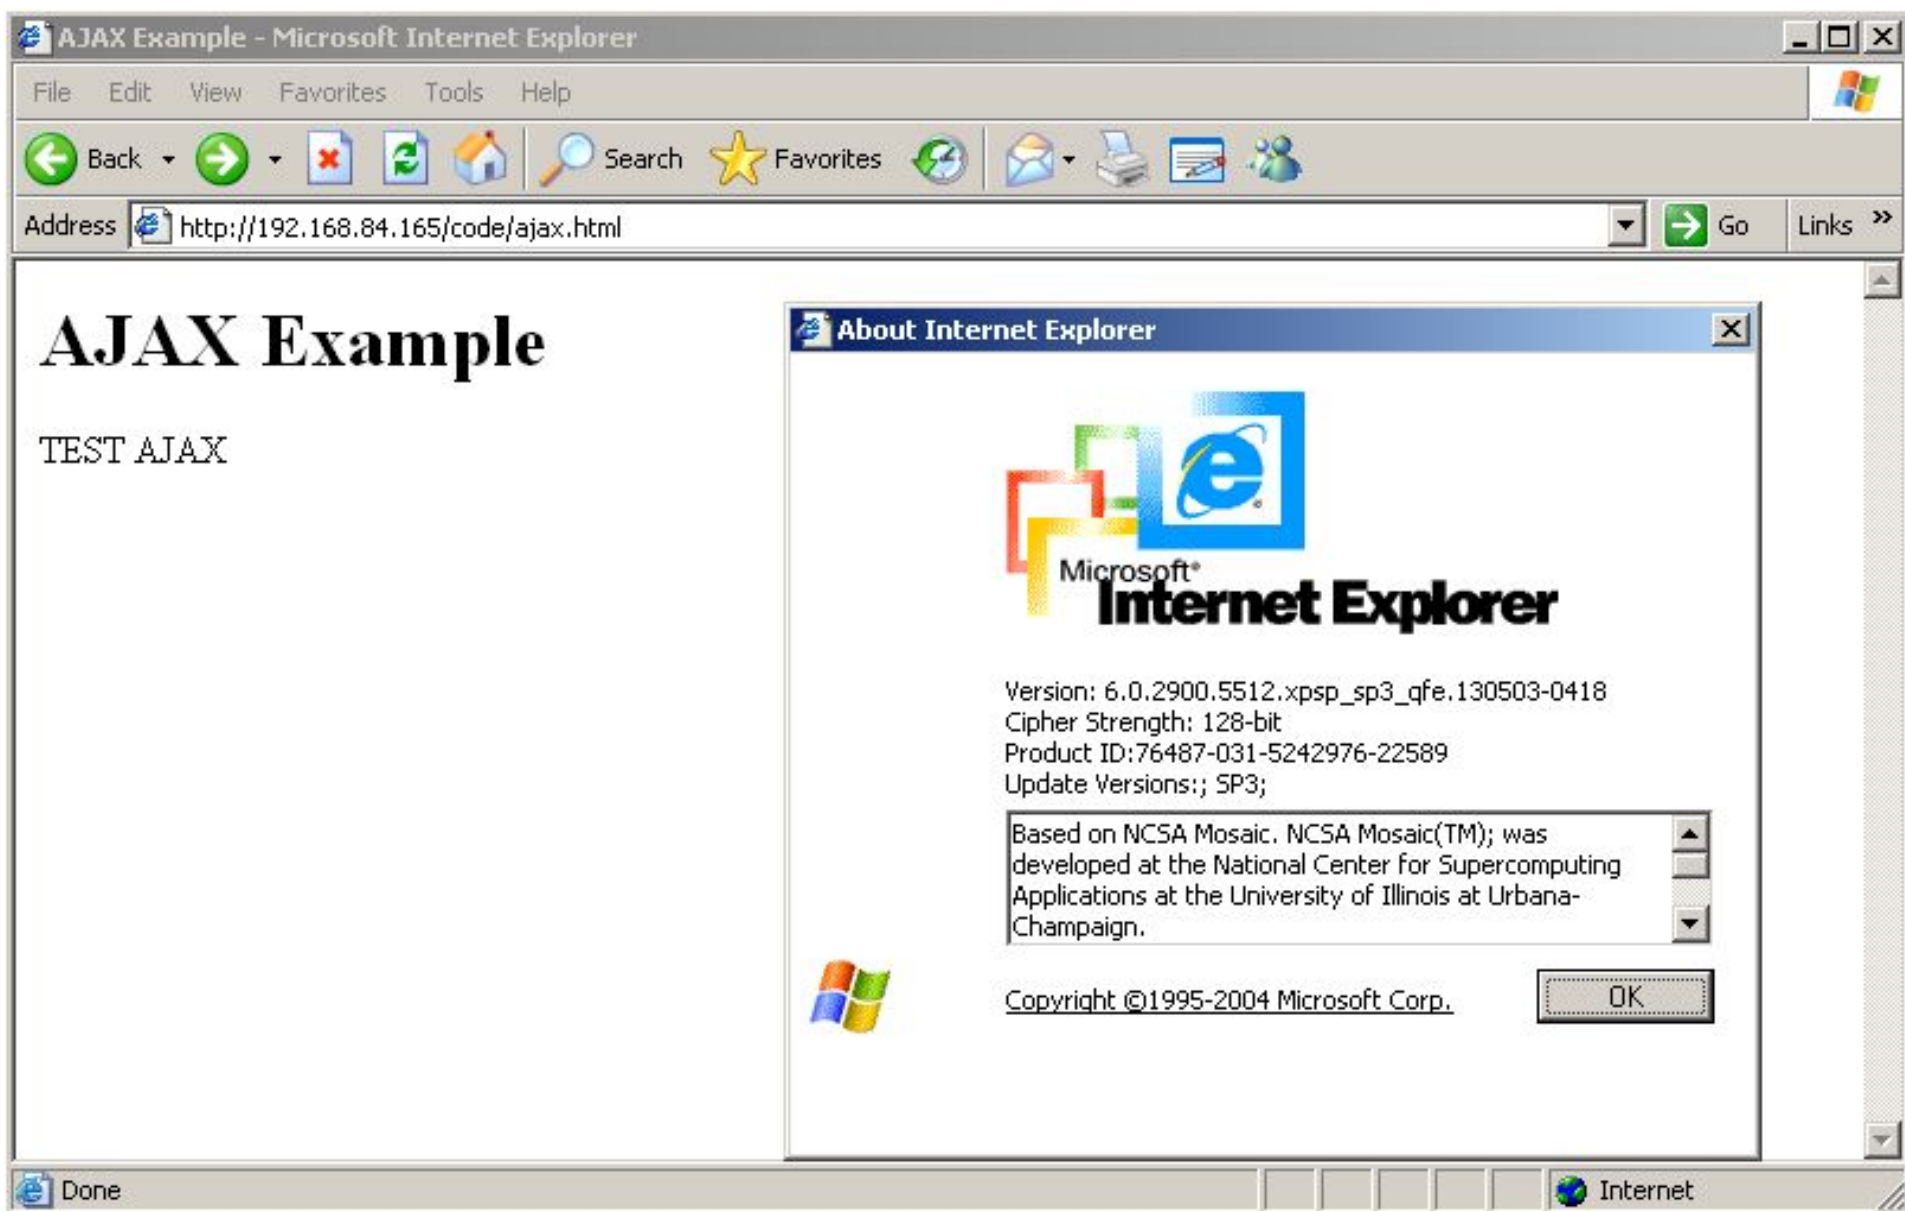 AJAX Example - Microsoft Internet Explorer
File Edit View Favorites Tools Help
Back Search Favorites
Address http://192.168.84.165/code/ajax.html Go Links »
AJAX Example
TEST AJAX
About Internet Explorer
Microsoft®
Internet Explorer
Version: 6.0.2900.5512.xpsp_sp3_qfe.130503-0418
Cipher Strength: 128-bit
Product ID:76487-031-5242976-22589
Update Versions:; SP3;
Based on NCSA Mosaic. NCSA Mosaic(TM); was
developed at the National Center for Supercomputing
Applications at the University of Illinois at Urbana-
Champaign.
Copyright ©1995-2004 Microsoft Corp.
OK
Done Internet